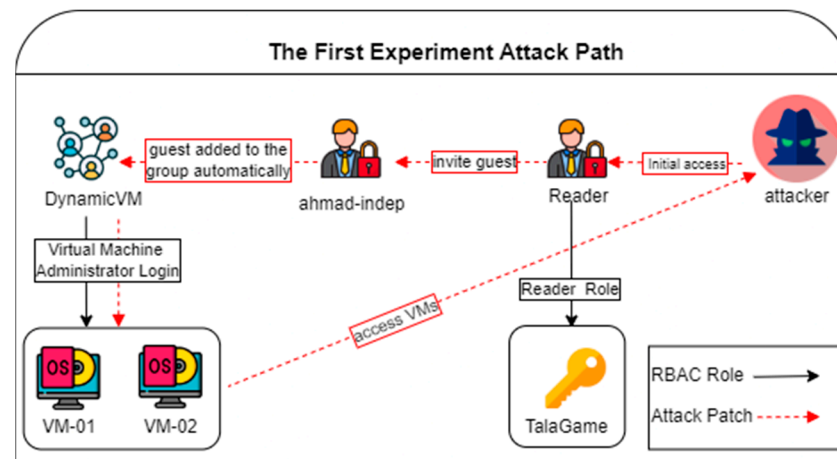 The First Experiment Attack Path
guest added to the
group automatically
invite guest
Initial access
DynamicVM
ahmad-indep
Reader
attacker
Virtual Machine
Administrator Login
Reader Role
access VMs
OS
OS
VM-01
VM-02
TalaGame
RBAC Role
Attack Patch